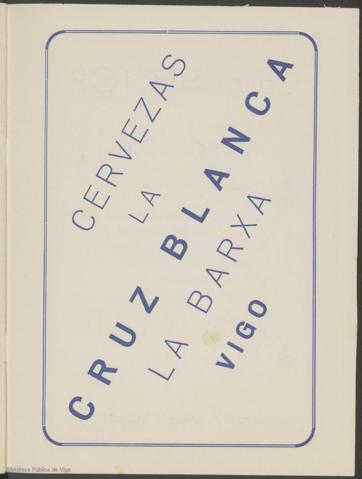 CERVEZAS
LA
CRUZ BLANCA
LA BARXA
VIGO
Biblioteca Pública de Vigo